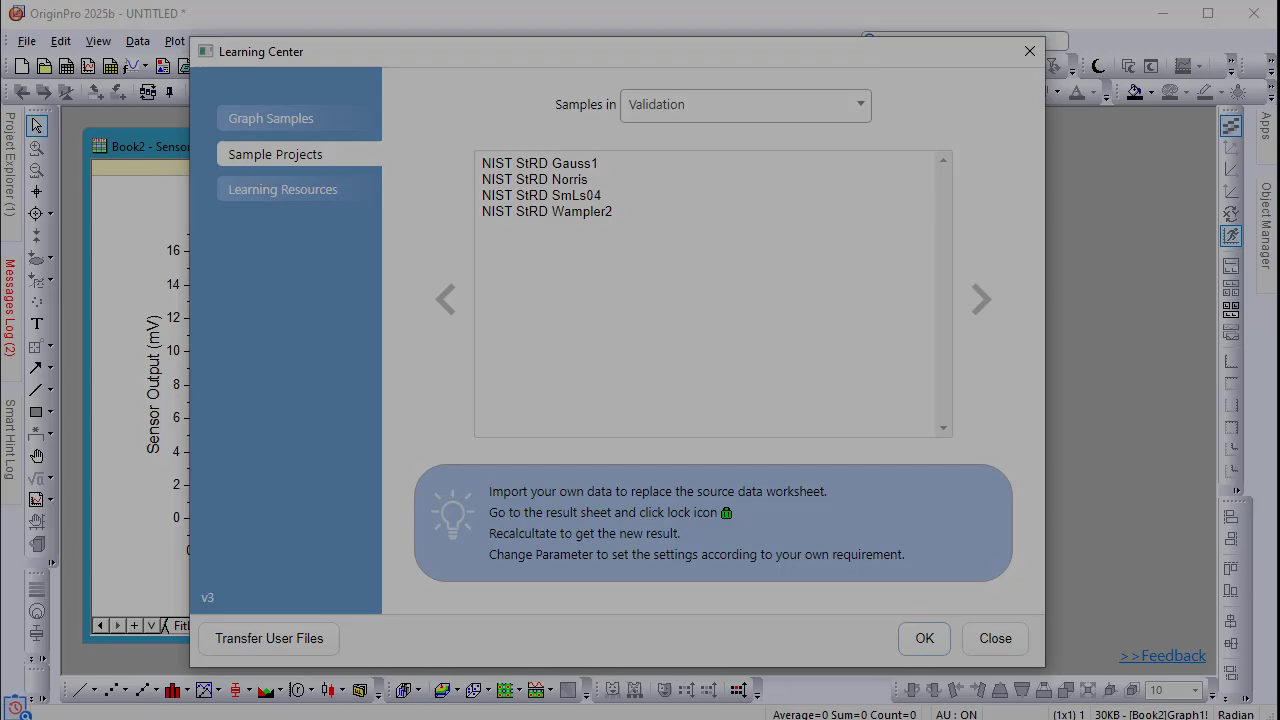 OriginPro 2025b - UNTITLED *
File Edit View Data Plot
Learning Center
Samples in Validation
Graph Samples
Sample Projects
Learning Resources
NIST StRD Gauss1
NIST StRD Norris
NIST StRD SmLs04
NIST StRD Wampler2
Import your own data to replace the source data worksheet.
Go to the result sheet and click lock icon
Recalcultate to get the new result.
Change Parameter to set the settings according to your own requirement.
v3
Transfer User Files
OK
Close
Project Explorer (1)
Messages Log (2)
Smart Hint Log
Book2 - Sensor
Sensor Output (mV)
16
14
12
10
8
6
4
2
0
Apps
Object Manager
>>Feedback
10
Average=0 Sum=0 Count=0 AU : ON (1x1) 1 30KB - [Book2]Graph1! Radian